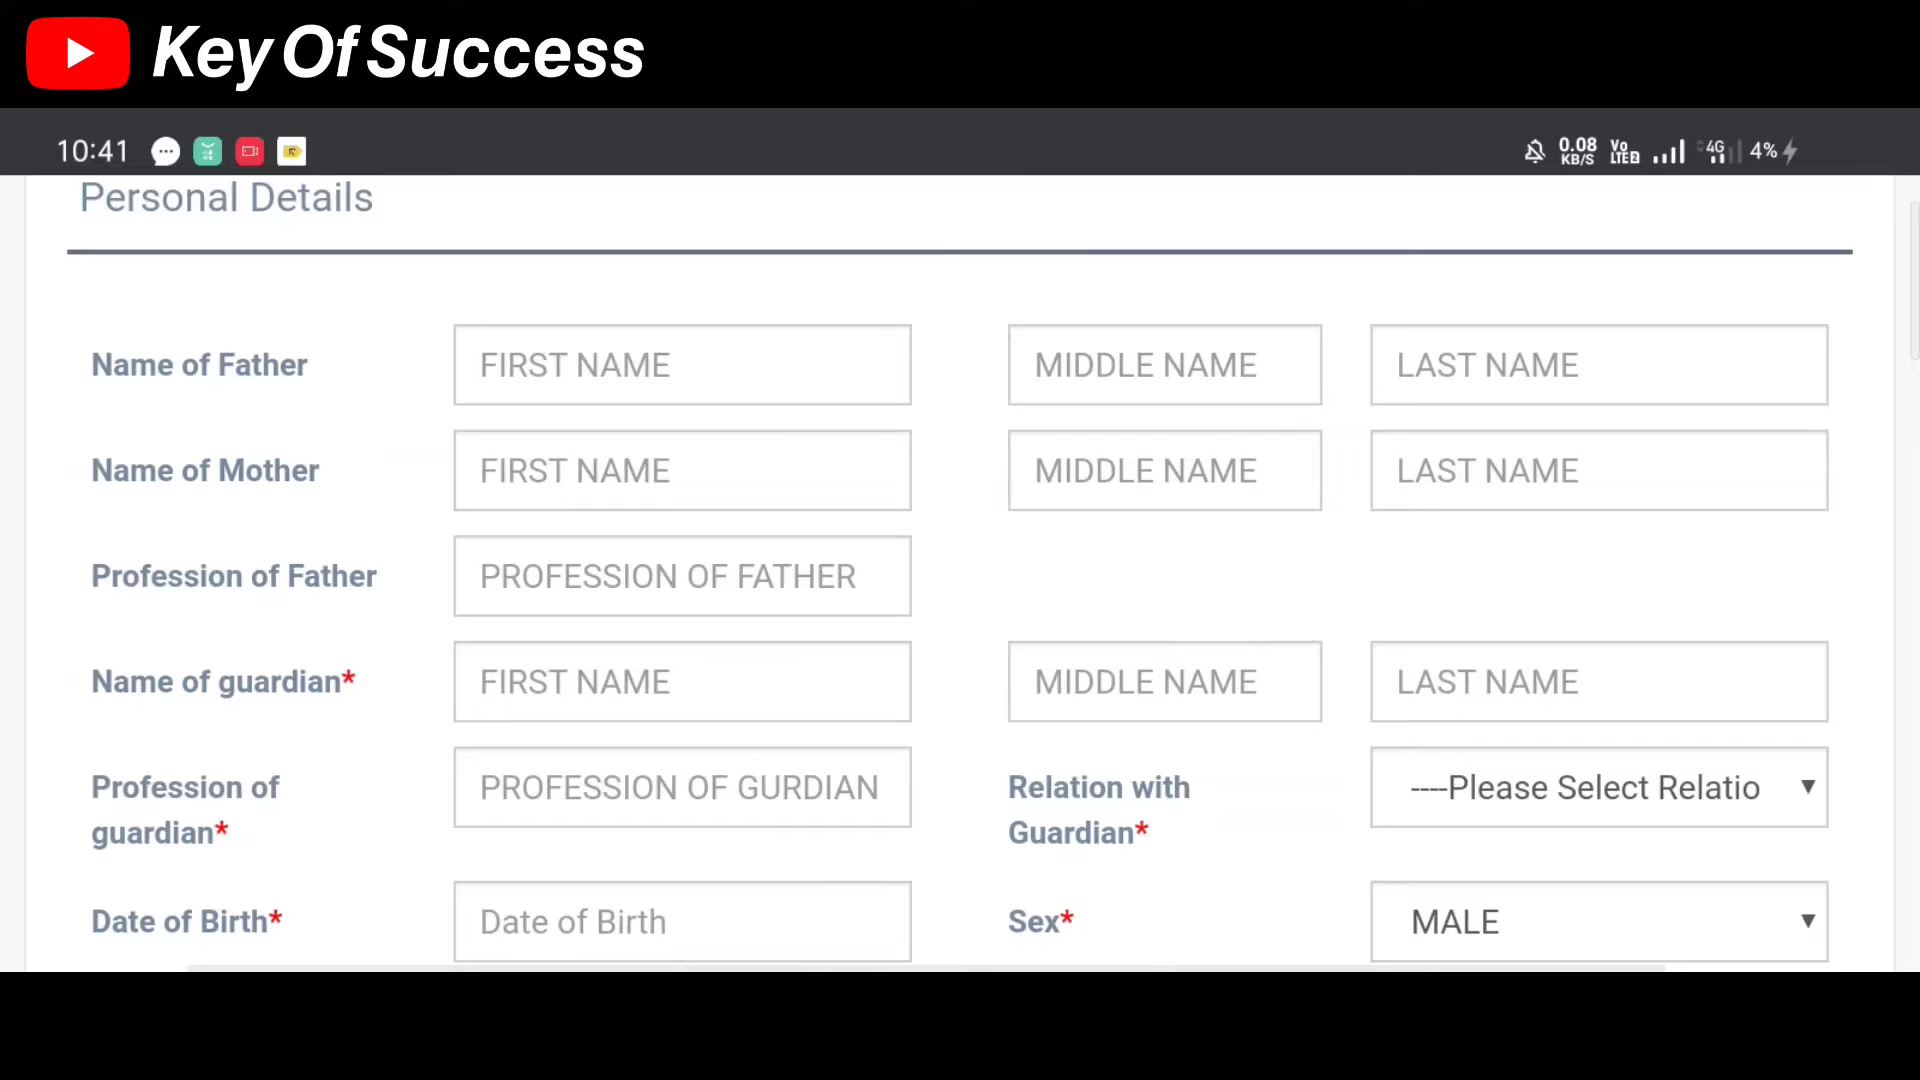 Key Of Success
10:41
0.08 KB/S Vo LTE2 4G 4%
Personal Details
Name of Father FIRST NAME MIDDLE NAME LAST NAME
Name of Mother FIRST NAME MIDDLE NAME LAST NAME
Profession of Father PROFESSION OF FATHER
Name of guardian* FIRST NAME MIDDLE NAME LAST NAME
Profession of guardian* PROFESSION OF GURDIAN Relation with Guardian* ----Please Select Relatio
Date of Birth* Date of Birth Sex* MALE